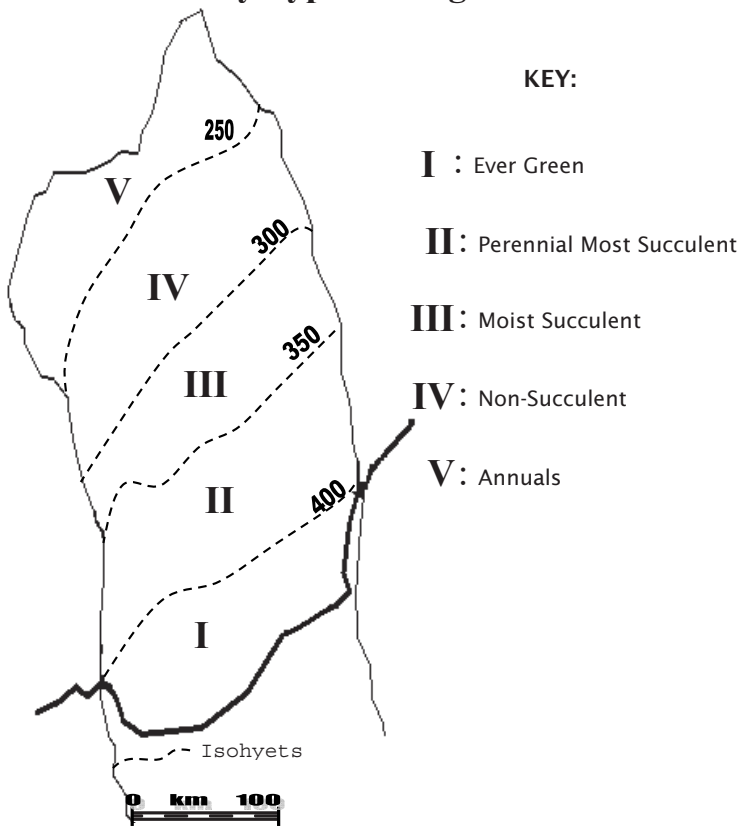 KEY:
250
I : Ever Green
V
300
II : Perennial Most Succulent
IV
III : Moist Succulent
350
III
IV : Non-Succulent
V : Annuals
II
400
I
Isohyets
0 km 100